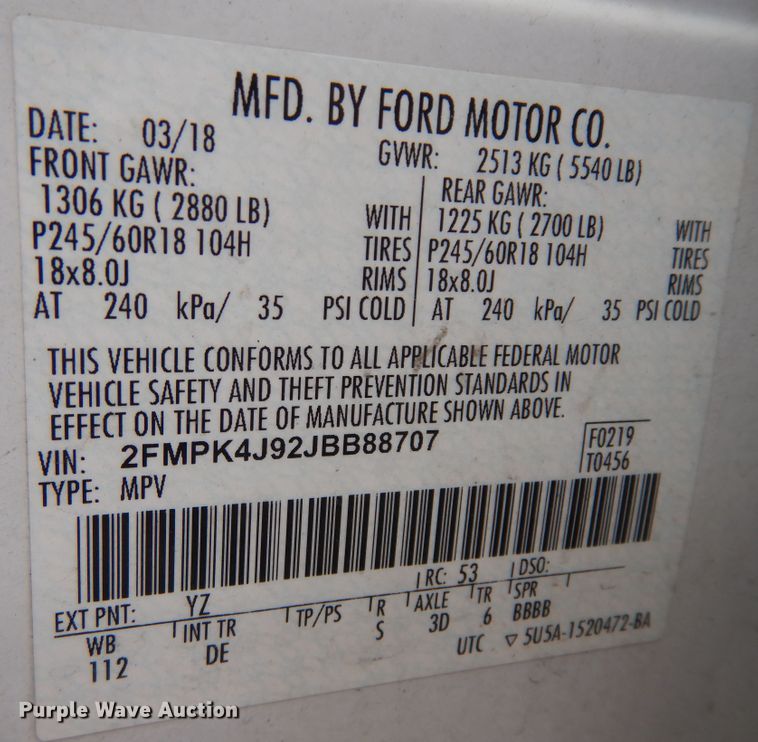 MFD. BY FORD MOTOR CO.
DATE: 03/18 GVWR: 2513 KG ( 5540 LB)
FRONT GAWR: REAR GAWR:
1306 KG ( 2880 LB) WITH 1225 KG ( 2700 LB) WITH
P245/60R18 104H TIRES P245/60R18 104H TIRES
18x8.0J RIMS 18x8.0J RIMS
AT 240 kPa/ 35 PSI COLD AT 240 kPa/ 35 PSI COLD
THIS VEHICLE CONFORMS TO ALL APPLICABLE FEDERAL MOTOR
VEHICLE SAFETY AND THEFT PREVENTION STANDARDS IN
EFFECT ON THE DATE OF MANUFACTURE SHOWN ABOVE.
VIN: 2FMPK4J92JBB88707 F0219
TYPE: MPV T0456
EXT PNT: YZ RC: 53 DSO:
WB INT TR TP/PS R AXLE TR SPR
112 DE S 3D 6 BBBB
UTC ▽ 5U5A-1520472-BA
Purple Wave Auction